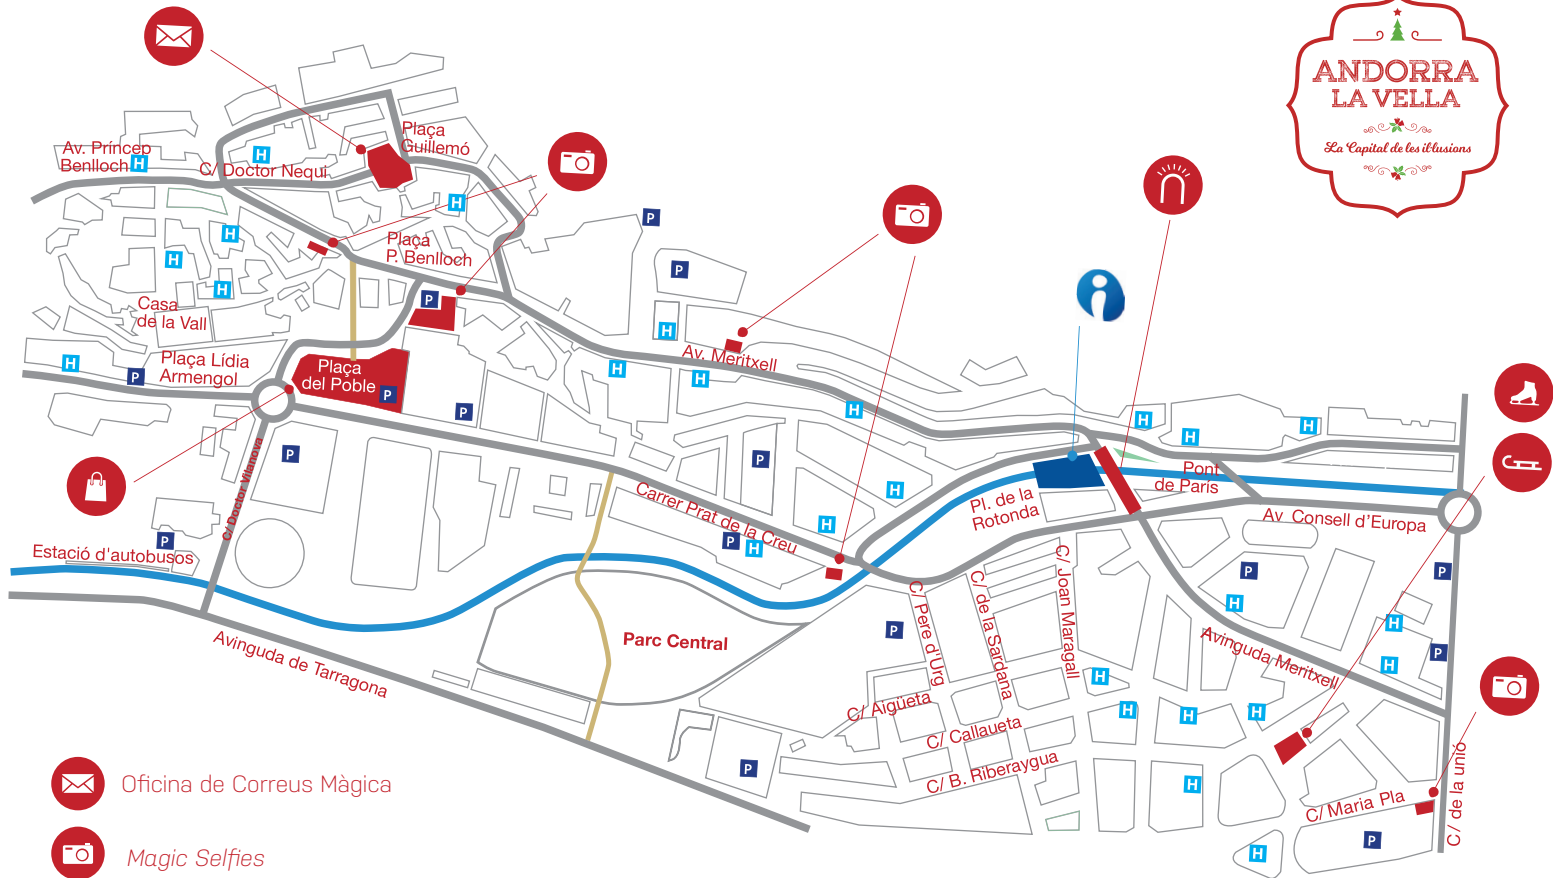 ANDORRA
LA VELLA
La Capital de les il·lusions
Plaça
Guillemó
Av. Príncep
Benlloch
H
H
C/ Doctor Nequi
H
P
H
Plaça
P. Benlloch
H
P
H
P
Casa
de la Vall
H
Av. Meritxell
Plaça Lídia
Armengol
H
P
Plaça
del Poble
P
H
H
P
H
H
H
H
P
P
C/ Doctor Vilanova
Pont
de París
Carrer Prat de la Creu
H
Pl. de la
Rotonda
H
Av Consell d'Europa
P
P
H
Estació d'autobusos
C/ Joan Maragall
P
P
C/ Pere d'Urg
C/ de la Sardana
H
H
P
Parc Central
Avinguda de Tarragona
Avinguda Meritxell
P
H
H
C/ Aigüeta
H
H
H
C/ Callaueta
C/ B. Riberaygua
P
H
C/ de la unió
C/ Maria Pla
P
H
Oficina de Correus Màgica
Magic Selfies